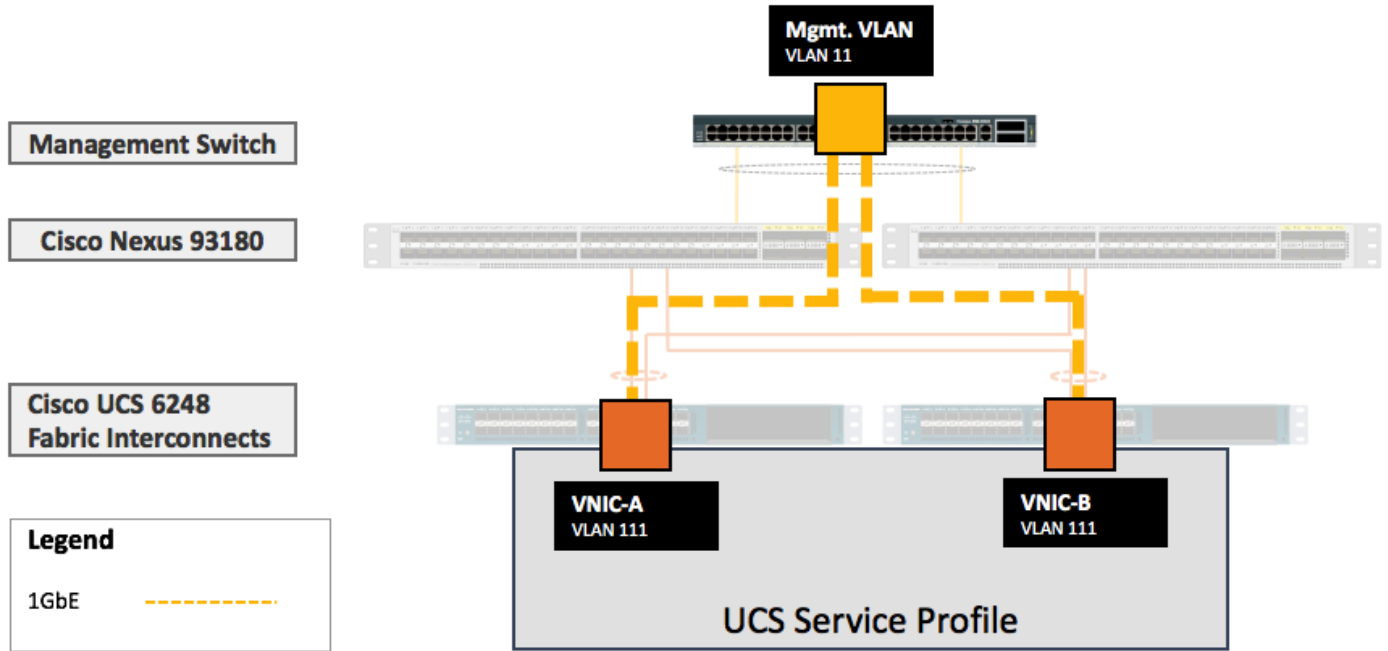 Mgmt. VLAN
VLAN 11
Management Switch
Cisco Nexus 93180
Cisco UCS 6248
Fabric Interconnects
VNIC-A
VLAN 111
VNIC-B
VLAN 111
Legend
1GbE
UCS Service Profile